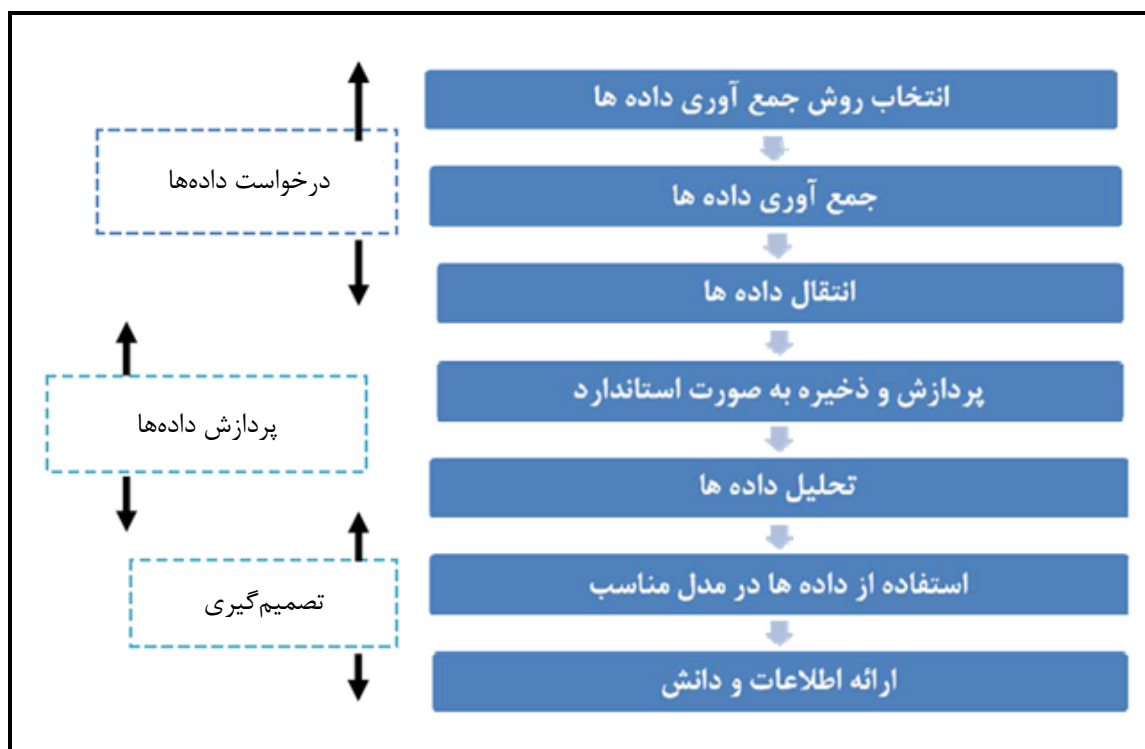 انتخاب روش جمع آوری داده ها
جمع آوری داده ها
انتقال داده ها
پردازش و ذخیره به صورت استاندارد
تحلیل داده ها
استفاده از داده ها در مدل مناسب
ارائه اطلاعات و دانش
درخواست داده‌ها
پردازش داده‌ها
تصمیم‌گیری